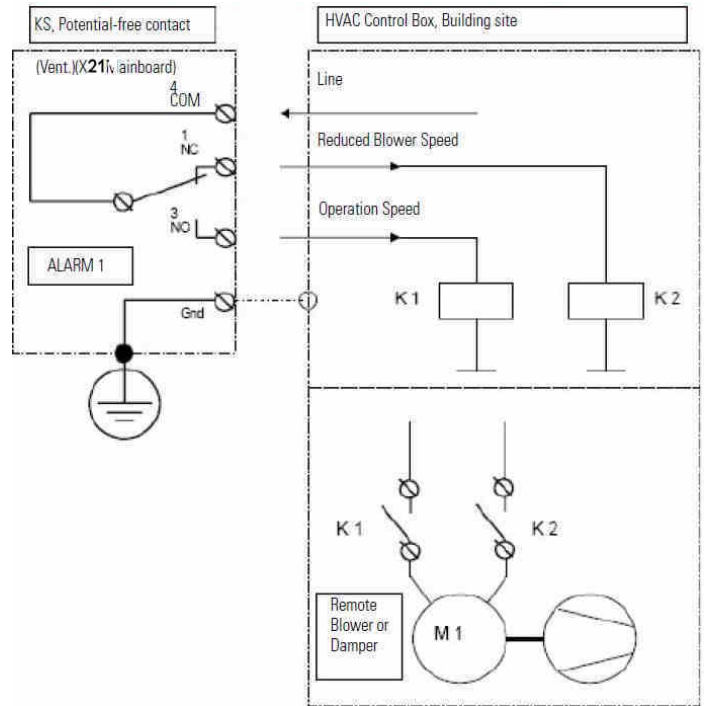 KS, Potential-free contact
HVAC Control Box, Building site
(Vent.)(X21 ainboard)
4
COM
Line
1
NC
Reduced Blower Speed
3
NO
Operation Speed
ALARM 1
Gnd
K 1
K 2
K 1
K 2
Remote
Blower or
Damper
M 1